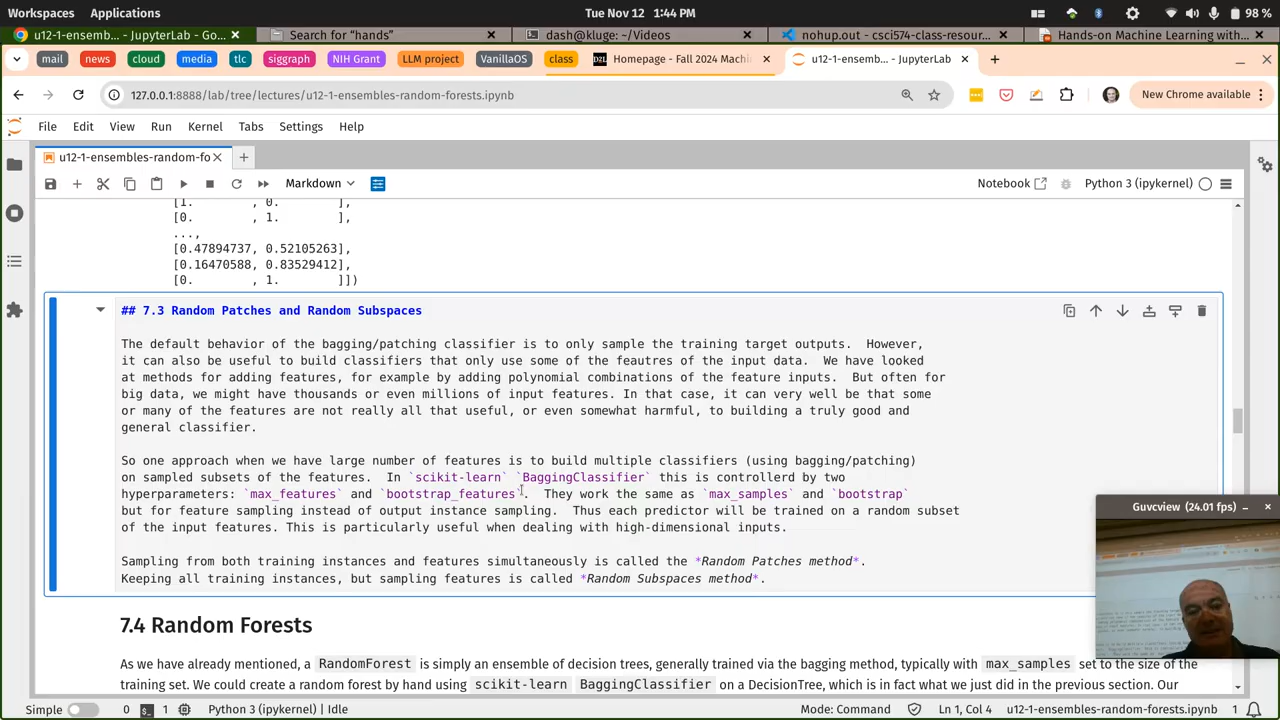 Workspaces Applications Tue Nov 12 1:44 PM 98 %
u12-1-ensemb... - JupyterLab - Go... × Search for “hands” × dash@kluge: ~/Videos × nohup.out - csci574-class-resour... × Hands-on Machine Learning with... ×
mail news cloud media tlc siggraph NIH Grant LLM project VanillaOS class D2L Homepage - Fall 2024 Machi × u12-1-ensemb... - JupyterLab ×
127.0.0.1:8888/lab/tree/lectures/u12-1-ensembles-random-forests.ipynb New Chrome available
File Edit View Run Kernel Tabs Settings Help
u12-1-ensembles-random-fo ×
Markdown Notebook Python 3 (ipykernel)
[1. , 0. ],
[0. , 1. ],
...,
[0.47894737, 0.52105263],
[0.16470588, 0.83529412],
[0. , 1. ]])
## 7.3 Random Patches and Random Subspaces
The default behavior of the bagging/patching classifier is to only sample the training target outputs. However,
it can also be useful to build classifiers that only use some of the feautres of the input data. We have looked
at methods for adding features, for example by adding polynomial combinations of the feature inputs. But often for
big data, we might have thousands or even millions of input features. In that case, it can very well be that some
or many of the features are not really all that useful, or even somewhat harmful, to building a truly good and
general classifier.
So one approach when we have large number of features is to build multiple classifiers (using bagging/patching)
on sampled subsets of the features. In `scikit-learn` `BaggingClassifier` this is controllerd by two
hyperparameters: `max_features` and `bootstrap_features`. They work the same as `max_samples` and `bootstrap`
but for feature sampling instead of output instance sampling. Thus each predictor will be trained on a random subset
of the input features. This is particularly useful when dealing with high-dimensional inputs.
Sampling from both training instances and features simultaneously is called the *Random Patches method*.
Keeping all training instances, but sampling features is called *Random Subspaces method*.
Guvcview (24.01 fps)
7.4 Random Forests
As we have already mentioned, a RandomForest is simply an ensemble of decision trees, generally trained via the bagging method, typically with max_samples set to the size of the
training set. We could create a random forest by hand using scikit-learn BaggingClassifier on a DecisionTree, which is in fact what we just did in the previous section. Our
Simple 0 1 Python 3 (ipykernel) | Idle Mode: Command Ln 1, Col 4 u12-1-ensembles-random-forests.ipynb 1